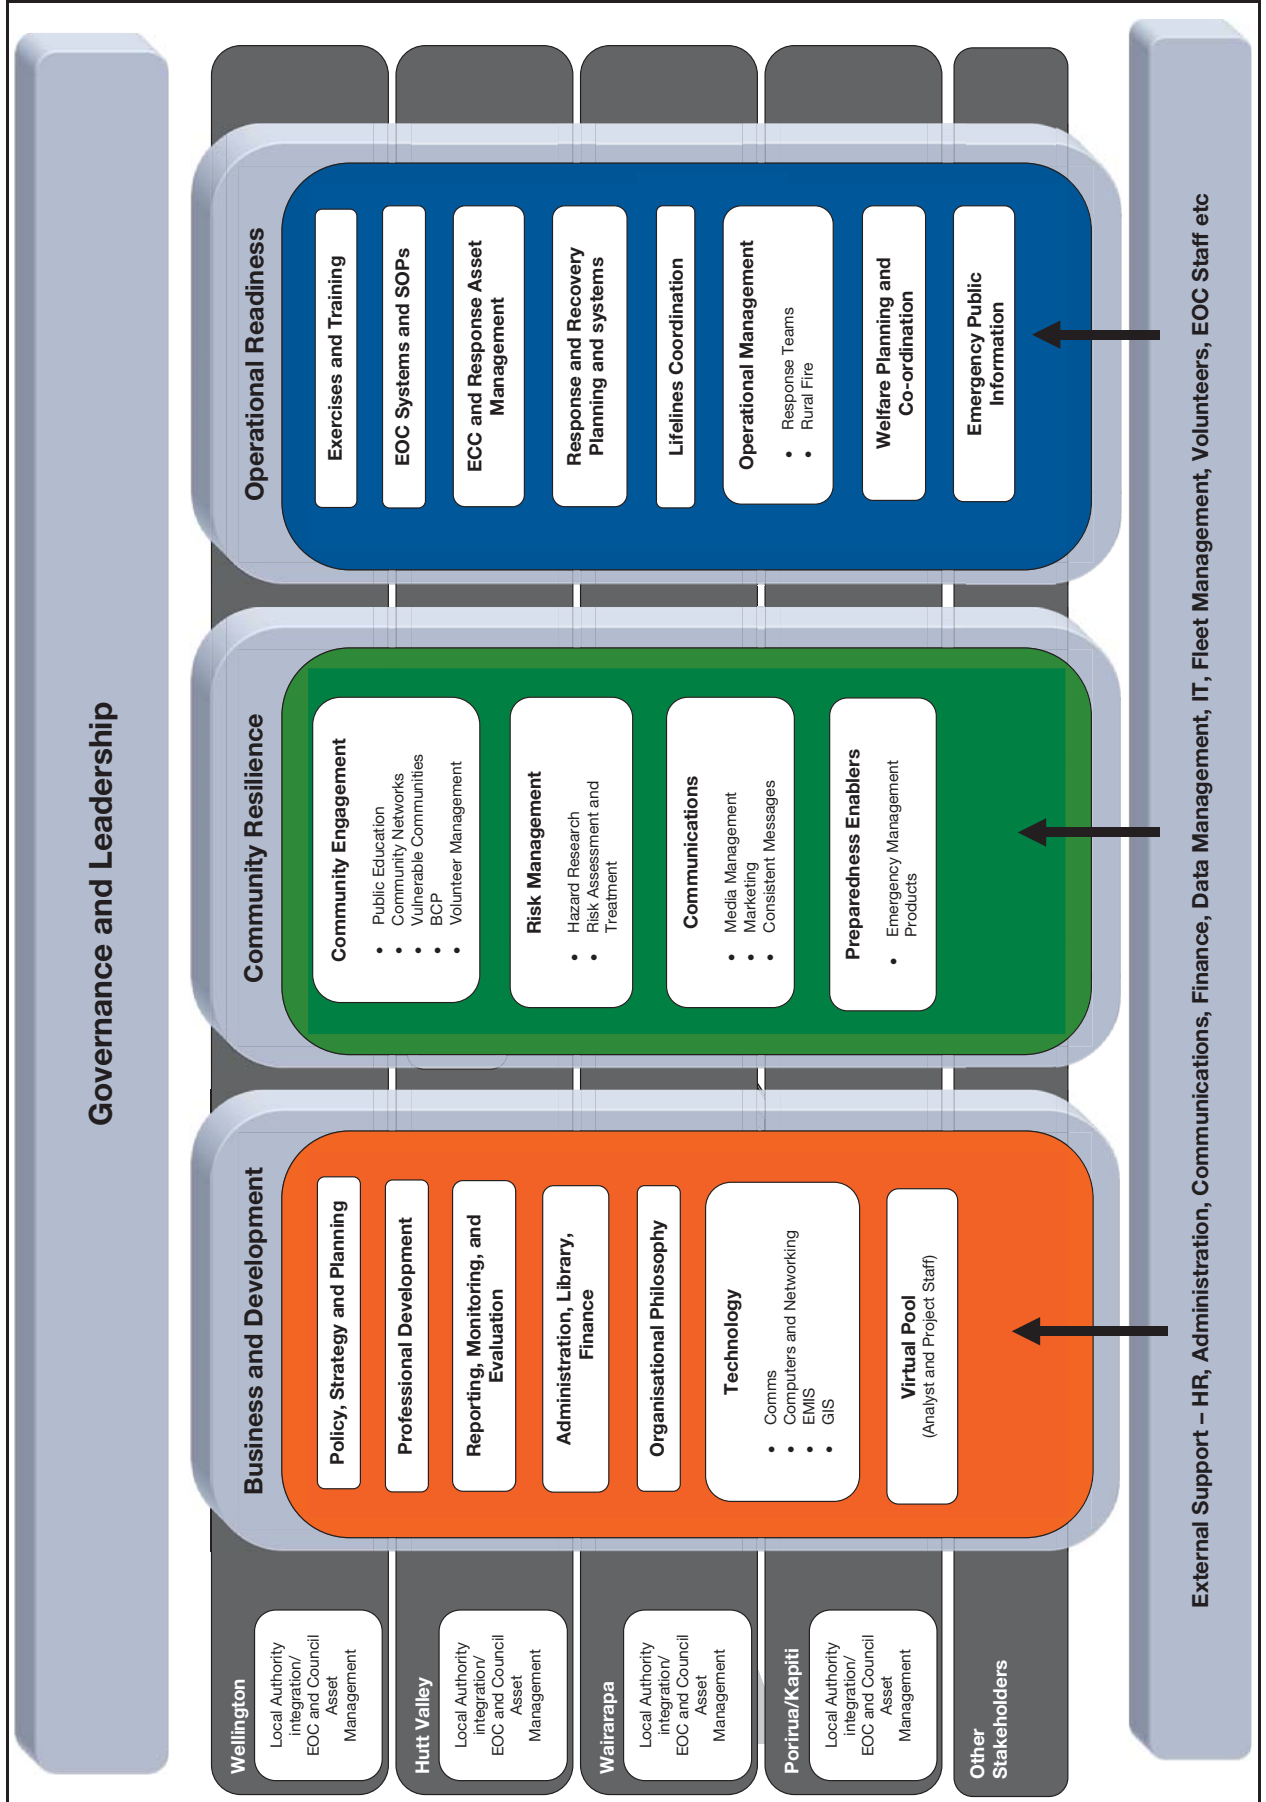 Governance and Leadership
Business and Development
Policy, Strategy and Planning
Professional Development
Reporting, Monitoring, and
Evaluation
Administration, Library,
Finance
Organisational Philosophy
Technology
• Comms
• Computers and Networking
• EMIS
• GIS
Virtual Pool
(Analyst and Project Staff)
Community Resilience
Community Engagement
• Public Education
• Community Networks
• Vulnerable Communities
• BCP
• Volunteer Management
Risk Management
• Hazard Research
• Risk Assessment and
Treatment
Communications
• Media Management
• Marketing
• Consistent Messages
Preparedness Enablers
• Emergency Management
Products
Operational Readiness
Exercises and Training
EOC Systems and SOPs
ECC and Response Asset
Management
Response and Recovery
Planning and systems
Lifelines Coordination
Operational Management
• Response Teams
• Rural Fire
Welfare Planning and
Co-ordination
Emergency Public
Information
Wellington
Local Authority
integration/
EOC and Council
Asset
Management
Hutt Valley
Local Authority
integration/
EOC and Council
Asset
Management
Wairarapa
Local Authority
integration/
EOC and Council
Asset
Management
Porirua/Kapiti
Local Authority
integration/
EOC and Council
Asset
Management
Other
Stakeholders
External Support – HR, Administration, Communications, Finance, Data Management, IT, Fleet Management, Volunteers, EOC Staff etc